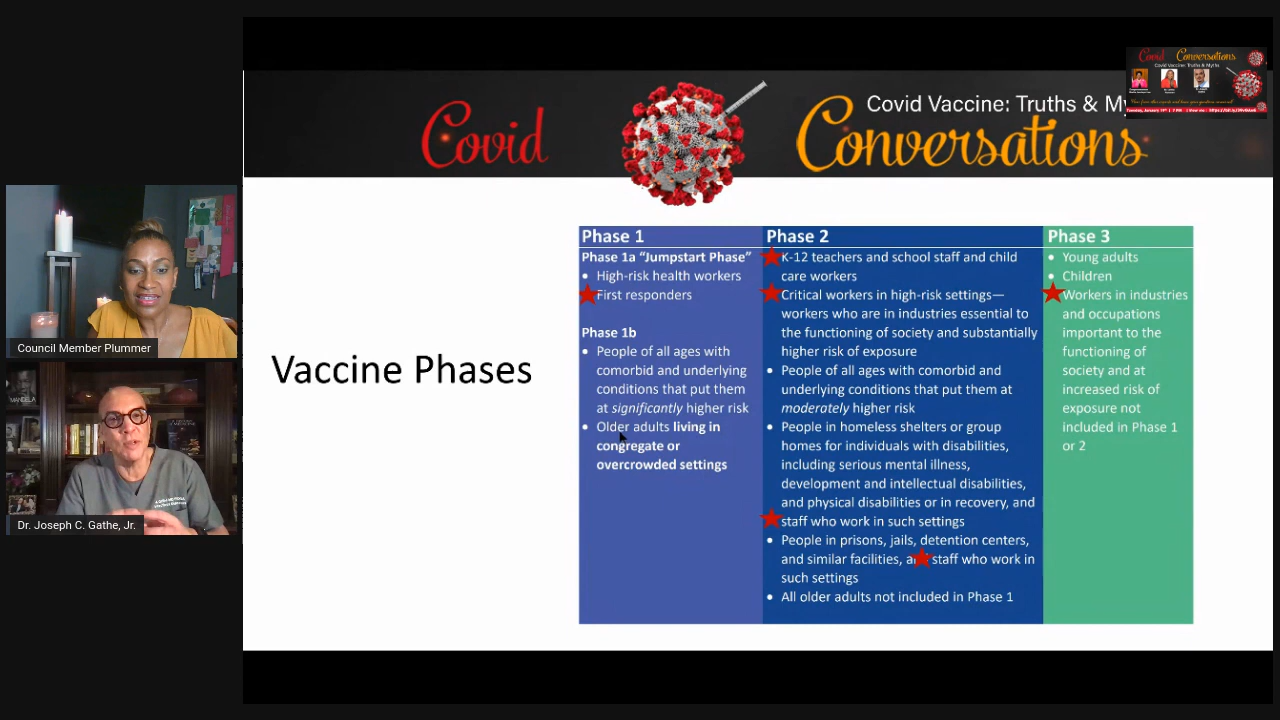 Covid
Conversations
Covid Vaccine: Truths & My
Covid Conversations
Covid Vaccine: Truths & Myths
Council Member Plummer
MANDELA
Dr. Joseph C. Gathe, Jr.
Vaccine Phases
Phase 1
Phase 1a “Jumpstart Phase”
• High-risk health workers
First responders
Phase 1b
• People of all ages with
comorbid and underlying
conditions that put them
at significantly higher risk
• Older adults living in
congregate or
overcrowded settings
Phase 2
K-12 teachers and school staff and child
care workers
Critical workers in high-risk settings—
workers who are in industries essential to
the functioning of society and substantially
higher risk of exposure
• People of all ages with comorbid and
underlying conditions that put them at
moderately higher risk
• People in homeless shelters or group
homes for individuals with disabilities,
including serious mental illness,
development and intellectual disabilities,
and physical disabilities or in recovery, and
staff who work in such settings
• People in prisons, jails, detention centers,
and similar facilities, and staff who work in
such settings
• All older adults not included in Phase 1
Phase 3
• Young adults
• Children
Workers in industries
and occupations
important to the
functioning of
society and at
increased risk of
exposure not
included in Phase 1
or 2